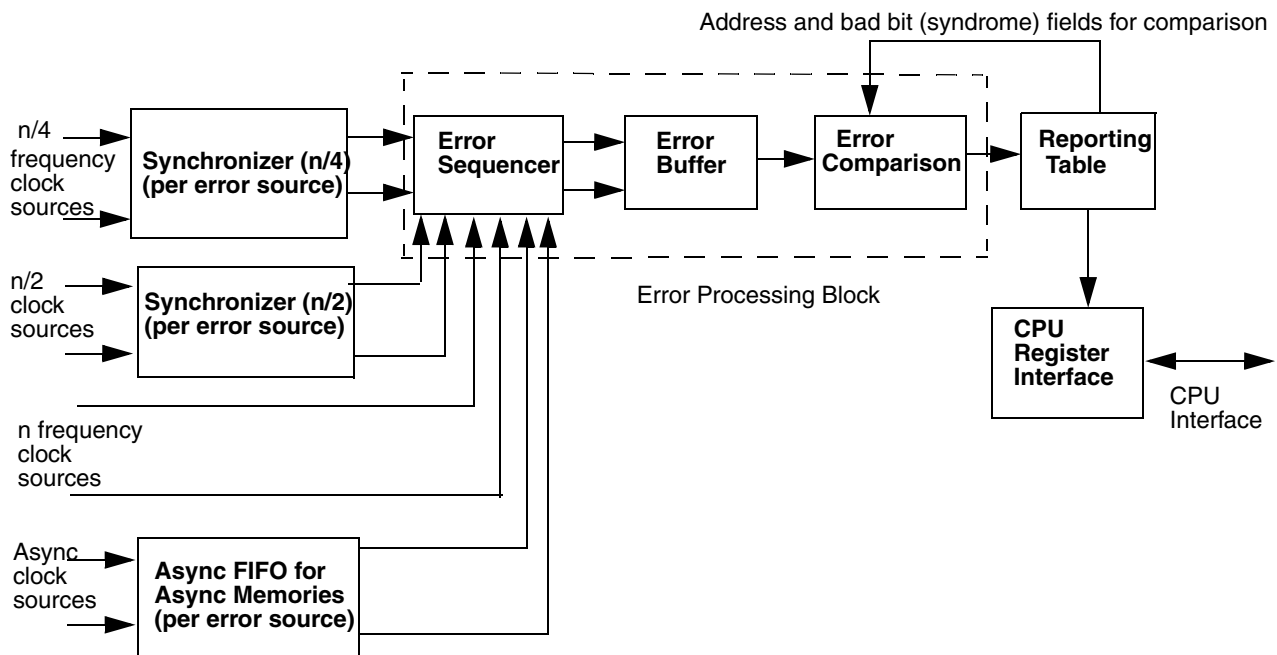 Address and bad bit (syndrome) fields for comparison
n/4
frequency
clock
sources
Synchronizer (n/4)
(per error source)
Error
Sequencer
Error
Buffer
Error
Comparison
Reporting
Table
n/2
clock
sources
Synchronizer (n/2)
(per error source)
Error Processing Block
CPU
Register
Interface
CPU
Interface
n frequency
clock
sources
Async
clock
sources
Async FIFO for
Async Memories
(per error source)